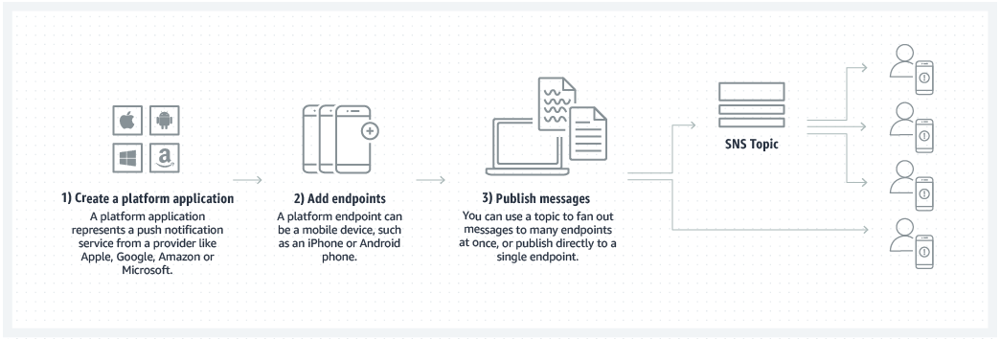 1) Create a platform application
A platform application
represents a push notification
service from a provider like
Apple, Google, Amazon or
Microsoft.
2) Add endpoints
A platform endpoint can
be a mobile device, such
as an iPhone or Android
phone.
3) Publish messages
You can use a topic to fan out
messages to many endpoints
at once, or publish directly to a
single endpoint.
SNS Topic